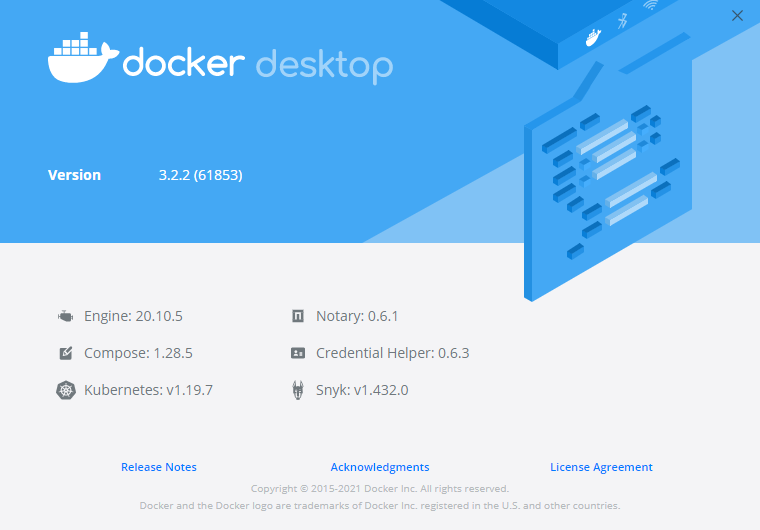 docker desktop
Version 3.2.2 (61853)
Engine: 20.10.5 Notary: 0.6.1
Compose: 1.28.5 Credential Helper: 0.6.3
Kubernetes: v1.19.7 Snyk: v1.432.0
Release Notes Acknowledgments License Agreement
Copyright © 2015-2021 Docker Inc. All rights reserved.
Docker and the Docker logo are trademarks of Docker Inc. registered in the U.S. and other countries.